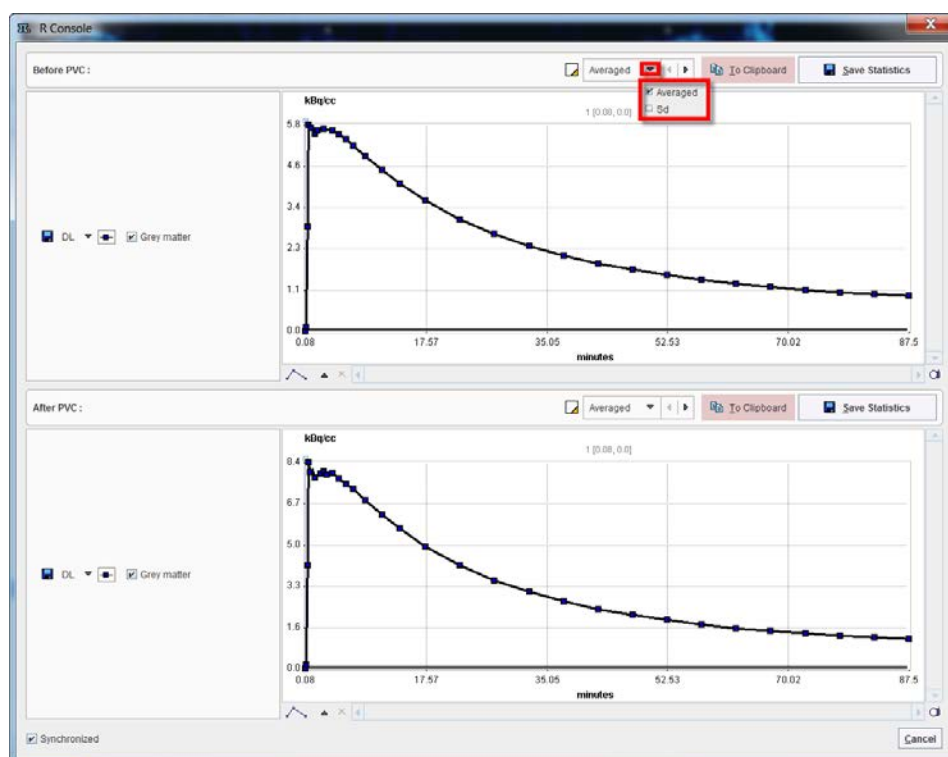 R Console
Before PVC :
Averaged
To Clipboard
Save Statistics
Averaged
Sd
kBq/cc
1 [0.08, 0.0]
5.8
4.6
3.4
2.3
1.1
0.0
DL
Grey matter
0.08 17.57 35.05 52.53 70.02 87.5
minutes
After PVC :
Averaged
To Clipboard
Save Statistics
kBq/cc
1 [0.08, 0.0]
8.4
6.7
5.0
3.3
1.6
0.0
DL
Grey matter
0.08 17.57 35.05 52.53 70.02 87.5
minutes
Synchronized
Cancel